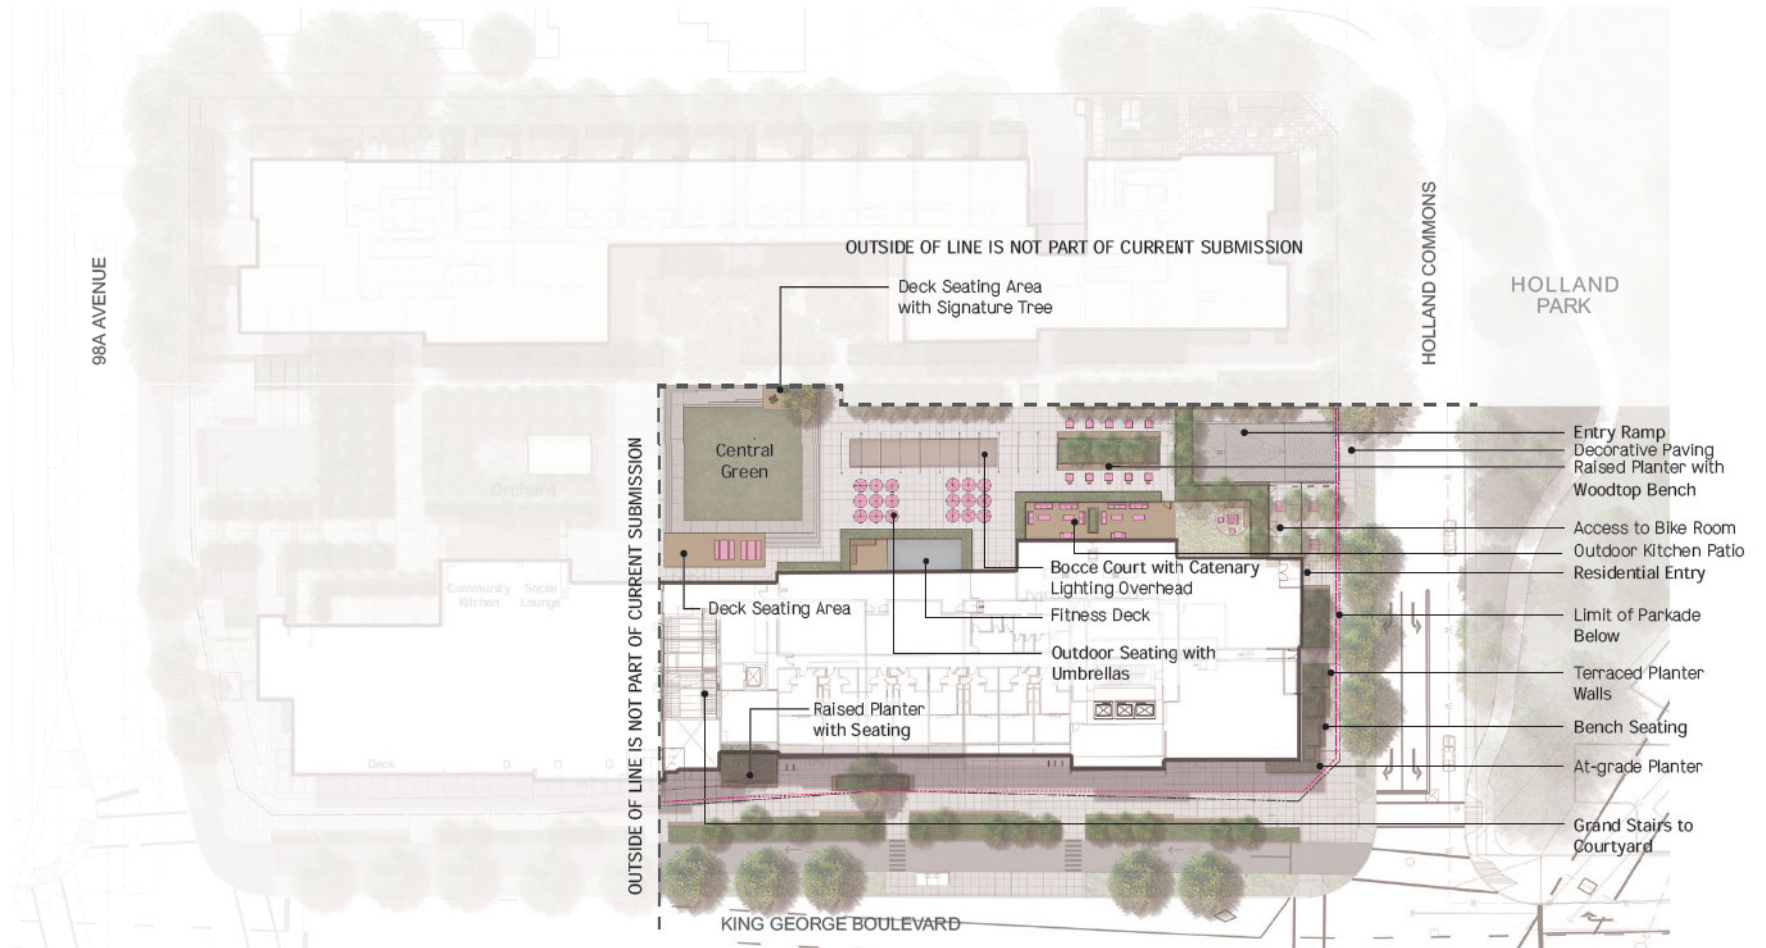 OUTSIDE OF LINE IS NOT PART OF CURRENT SUBMISSION
Deck Seating Area
with Signature Tree
98A AVENUE
HOLLAND COMMONS
HOLLAND
PARK
Central
Green
Orchard
OUTSIDE OF LINE IS NOT PART OF CURRENT SUBMISSION
Entry Ramp
Decorative Paving
Raised Planter with
Woodtop Bench
Access to Bike Room
Outdoor Kitchen Patio
Residential Entry
Limit of Parkade
Below
Terraced Planter
Walls
Bench Seating
At-grade Planter
Grand Stairs to
Courtyard
Community
Kitchen
Social
Lounge
Deck Seating Area
Bocce Court with Catenary
Lighting Overhead
Fitness Deck
Outdoor Seating with
Umbrellas
Raised Planter
with Seating
Deck
KING GEORGE BOULEVARD